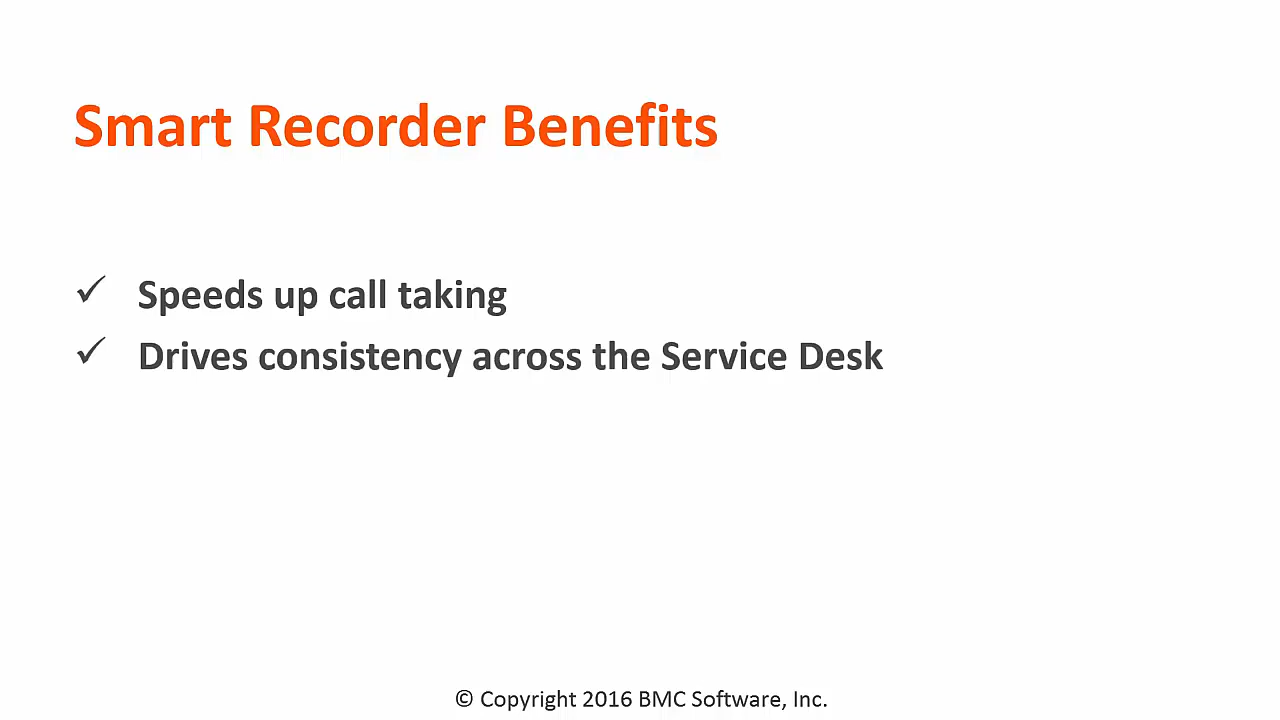 Smart Recorder Benefits
✓ Speeds up call taking
✓ Drives consistency across the Service Desk
© Copyright 2016 BMC Software, Inc.